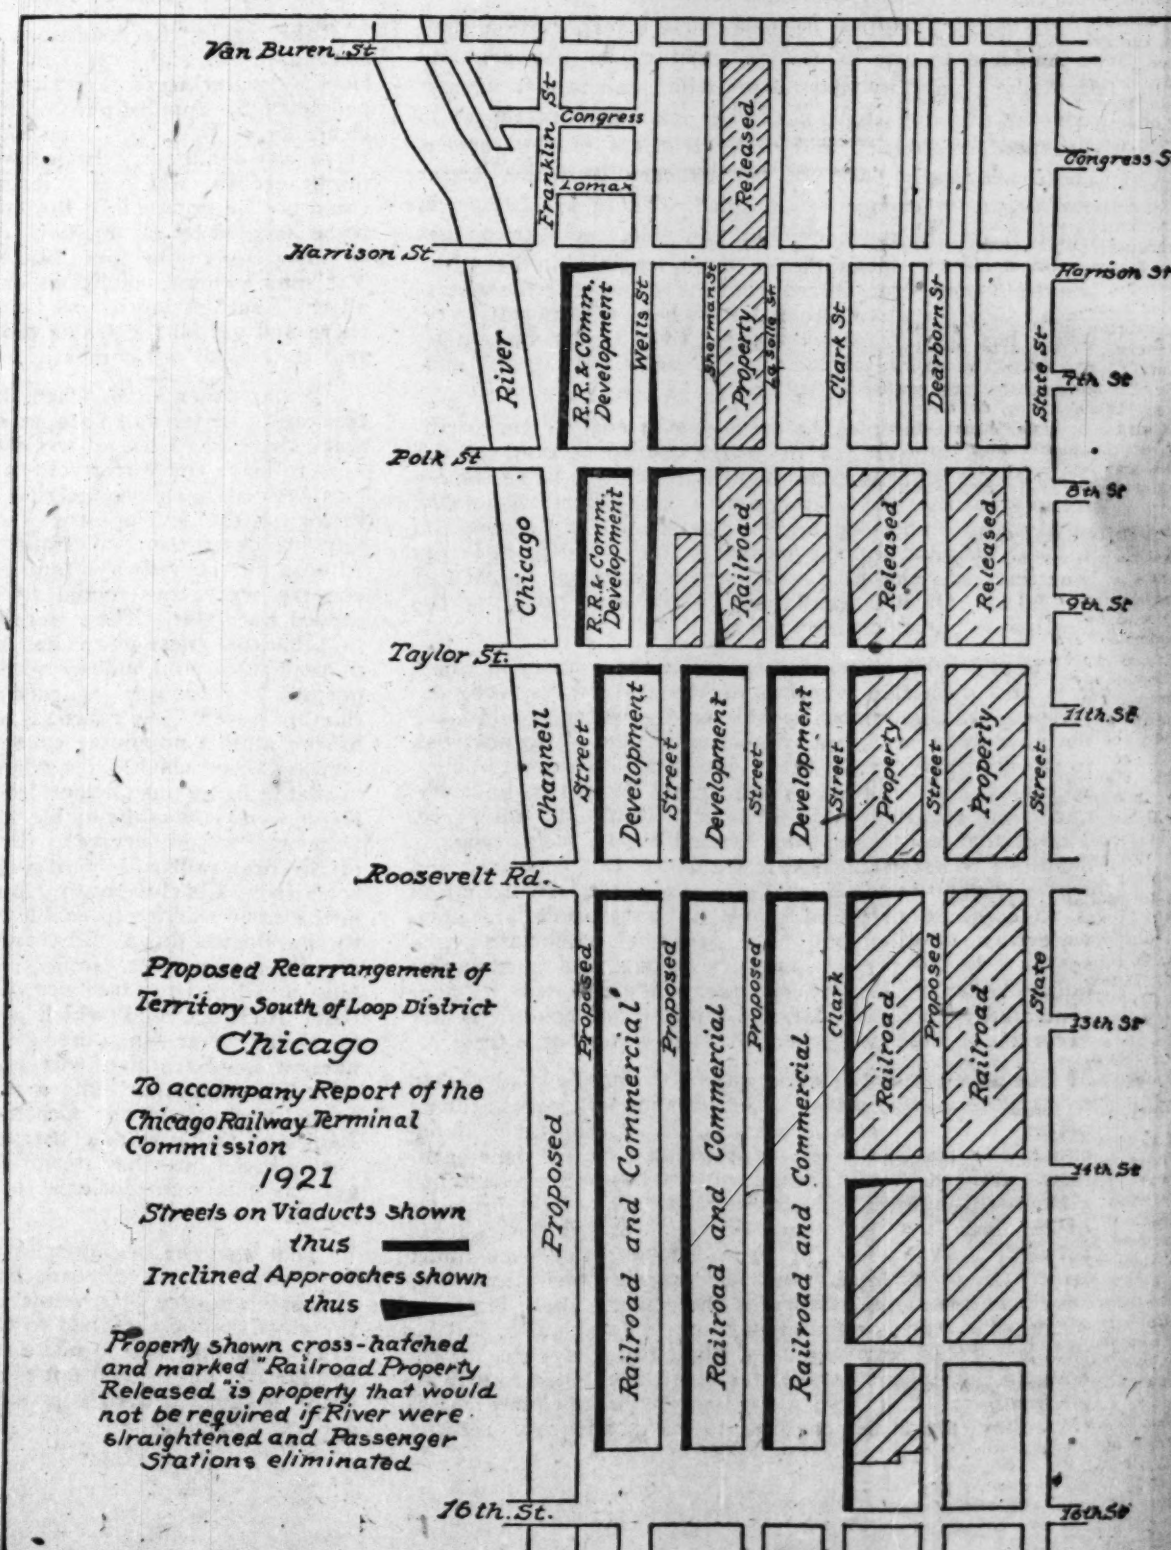 Van Buren St
Franklin St
Congress
Lomax
Released
Congress S
Harrison St
Harrison St
River
R.R. & Comm.
Development
Wells St
Sherman St
Property
La Salle St
Clark St
Dearborn St
State St
7th St
Polk St
Chicago
R.R. & Comm.
Development
Railroad
Released
Released
8th St
9th St
Taylor St.
Channell
Street
Development
Street
Development
Street
Development
Street
Property
Street
Property
Street
11th St
Roosevelt Rd.
Proposed
Proposed
Railroad and Commercial
Proposed
Railroad and Commercial
Proposed
Railroad and Commercial
Clark
Railroad
Proposed
Railroad
State
13th St
14th St
Proposed Rearrangement of
Territory South of Loop District
Chicago
To accompany Report of the
Chicago Railway Terminal
Commission
1921
Streets on Viaducts shown
thus
Inclined Approaches shown
thus
Property shown cross-hatched
and marked "Railroad Property
Released" is property that would
not be required if River were
straightened and Passenger
Stations eliminated
16th. St.
16th St